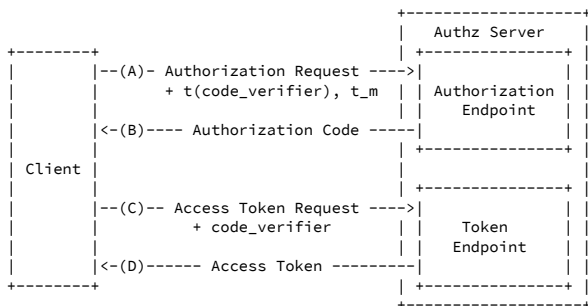 Authz Server
--(A)- Authorization Request ---->
+ t(code_verifier), t_m
Authorization
Endpoint
<-(B)---- Authorization Code -----
Client
--(C)-- Access Token Request ---->
+ code_verifier
Token
Endpoint
<-(D)------ Access Token ---------